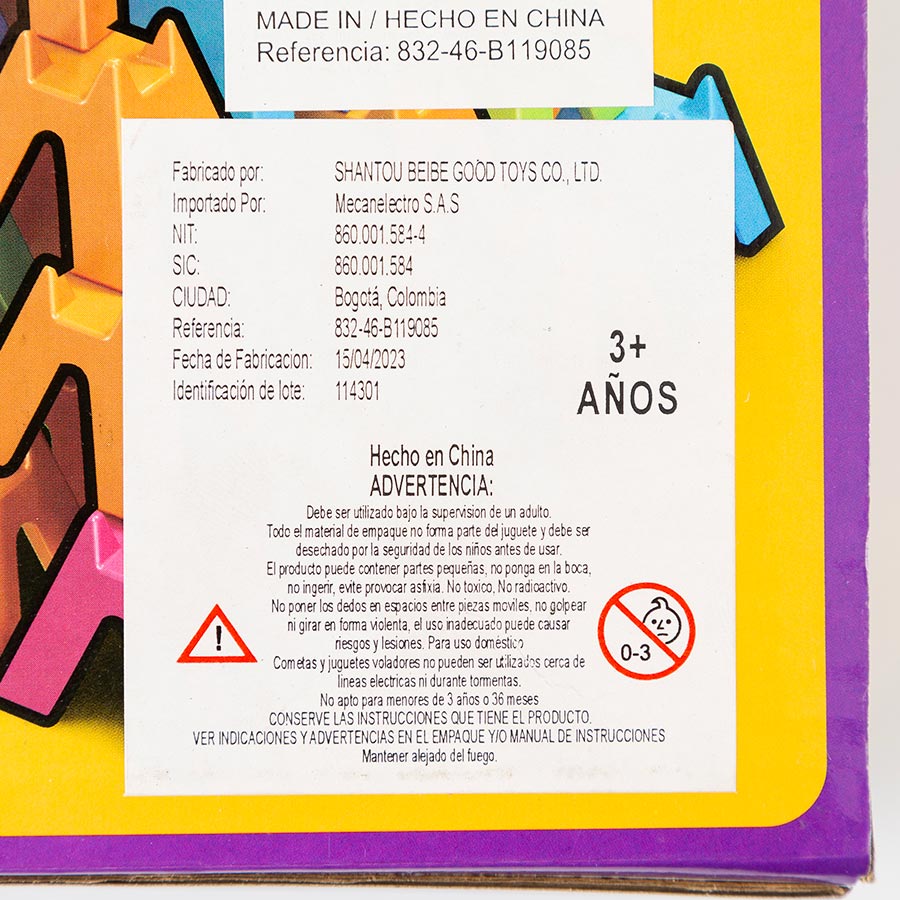 MADE IN / HECHO EN CHINA
Referencia: 832-46-B119085
Fabricado por: SHANTOU BEIBE GOOD TOYS CO., LTD.
Importado Por: Mecanelectro S.A.S
NIT: 860.001.584-4
SIC: 860.001.584
CIUDAD: Bogotá, Colombia
Referencia: 832-46-B119085
Fecha de Fabricacion: 15/04/2023
Identificación de lote: 114301
3+
AÑOS
Hecho en China
ADVERTENCIA:
Debe ser utilizado bajo la supervision de un adulto.
Todo el material de empaque no forma parte del juguete y debe ser
desechado por la seguridad de los niños antes de usar.
El producto puede contener partes pequeñas, no ponga en la boca,
no ingerir, evite provocar asfixia. No toxico, No radioactivo.
No poner los dedos en espacios entre piezas moviles, no golpear
ni girar en forma violenta, el uso inadecuado puede causar
riesgos y lesiones. Para uso doméstico
Cometas y juguetes voladores no pueden ser utilizados cerca de
lineas electricas ni durante tormentas.
No apto para menores de 3 años o 36 meses
CONSERVE LAS INSTRUCCIONES QUE TIENE EL PRODUCTO.
VER INDICACIONES Y ADVERTENCIAS EN EL EMPAQUE Y/O MANUAL DE INSTRUCCIONES
Mantener alejado del fuego.
!
0-3